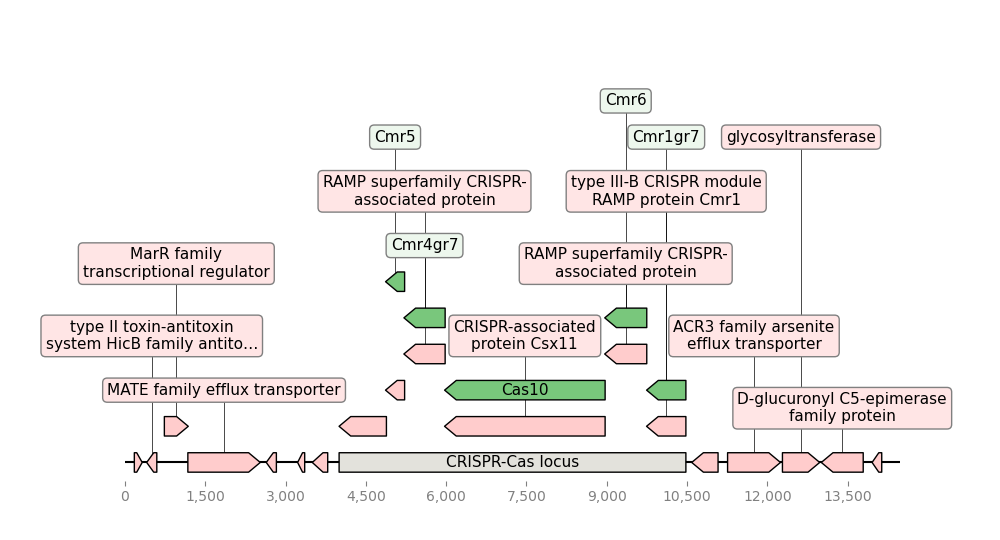 Cmr6
Cmr5
Cmr1gr7
glycosyltransferase
RAMP superfamily CRISPR-
associated protein
type III-B CRISPR module
RAMP protein Cmr1
Cmr4gr7
MarR family
transcriptional regulator
RAMP superfamily CRISPR-
associated protein
type II toxin-antitoxin
system HicB family antito…
CRISPR-associated
protein Csx11
ACR3 family arsenite
efflux transporter
MATE family efflux transporter
Cas10
D-glucuronyl C5-epimerase
family protein
CRISPR-Cas locus
0 1,500 3,000 4,500 6,000 7,500 9,000 10,500 12,000 13,500